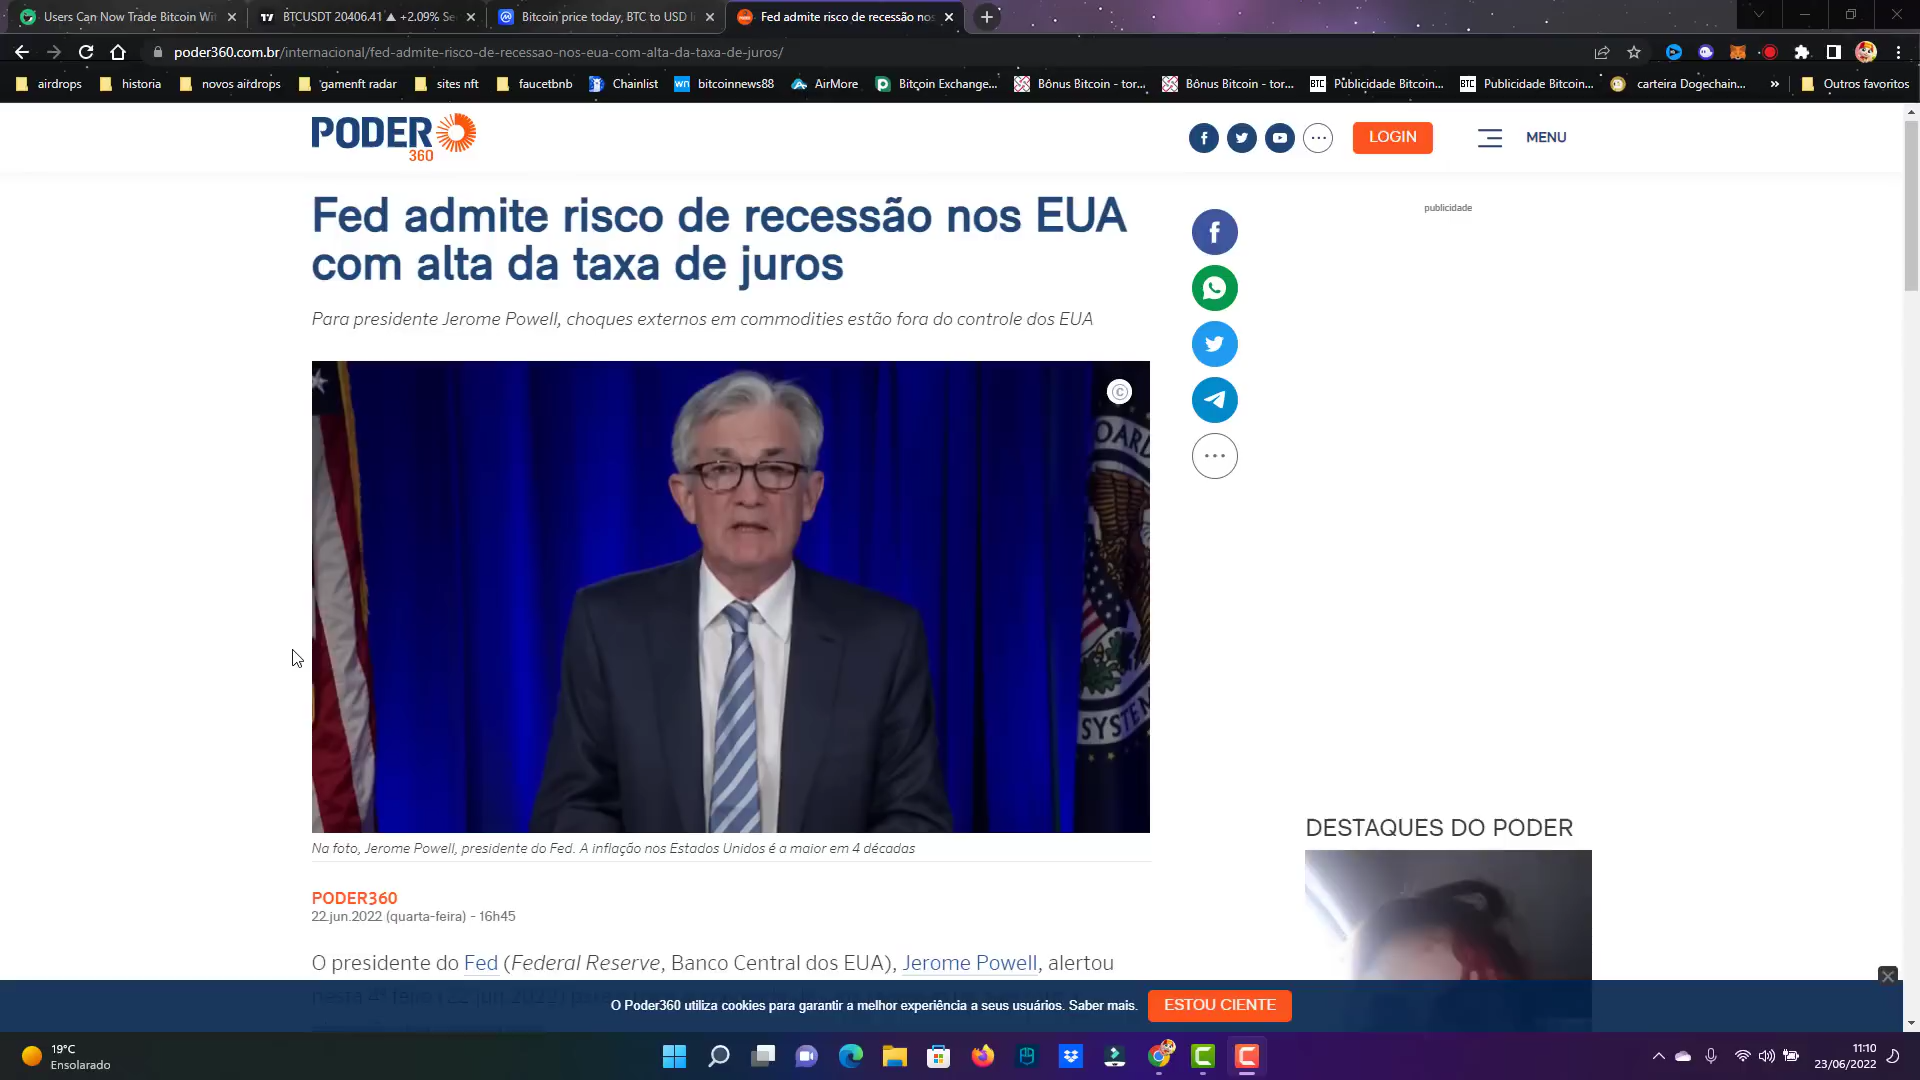 Users Can Now Trade Bitcoin Wi
BTCUSDT 20406.41 ▲ +2.09% Se
Bitcoin price today, BTC to USD li
Fed admite risco de recessão nos
poder360.com.br/internacional/fed-admite-risco-de-recessao-nos-eua-com-alta-da-taxa-de-juros/
airdrops
historia
novos airdrops
gamenft radar
sites nft
faucetbnb
Chainlist
bitcoinnews88
AirMore
Bitcoin Exchange...
Bônus Bitcoin - tor...
Bônus Bitcoin - tor...
Publicidade Bitcoin...
Publicidade Bitcoin...
carteira Dogechain...
»
Outros favoritos
PODER
360
LOGIN
MENU
Fed admite risco de recessão nos EUA
com alta da taxa de juros
publicidade
Para presidente Jerome Powell, choques externos em commodities estão fora do controle dos EUA
OARD
SYSTEM
Na foto, Jerome Powell, presidente do Fed. A inflação nos Estados Unidos é a maior em 4 décadas
DESTAQUES DO PODER
PODER360
22.jun.2022 (quarta-feira) - 16h45
O presidente do Fed (Federal Reserve, Banco Central dos EUA), Jerome Powell, alertou
O Poder360 utiliza cookies para garantir a melhor experiência a seus usuários. Saber mais.
ESTOU CIENTE
19°C
Ensolarado
11:10
23/06/2022